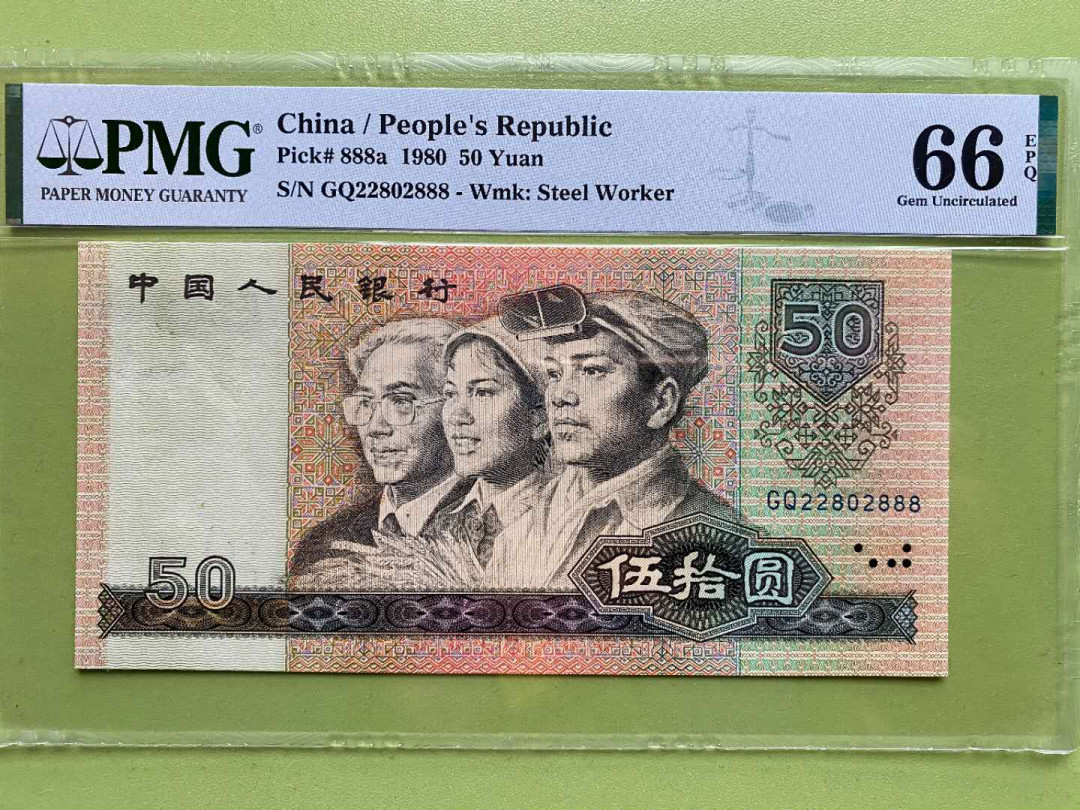 PMG®
PAPER MONEY GUARANTY
China / People's Republic
Pick# 888a 1980 50 Yuan
S/N GQ22802888 - Wmk: Steel Worker
66
EPQ
Gem Uncirculated
中国人民银行
50
GQ22802888
50
伍拾圆